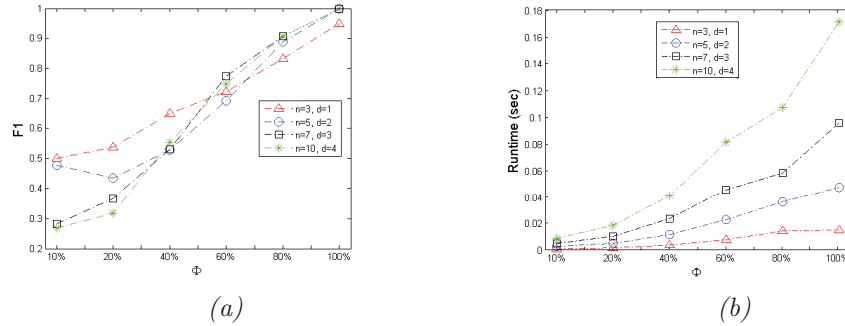 1
0.9
0.8
0.7
0.6
0.5
0.4
0.3
0.2
F1
10%
20%
40%
60%
80%
100%
Φ
n=3, d=1
n=5, d=2
n=7, d=3
n=10, d=4
(a)
0.20
0.18
0.16
0.14
0.12
0.10
0.08
0.06
0.04
0.02
0
Runtime (sec)
10%
20%
40%
60%
80%
100%
Φ
n=3, d=1
n=5, d=2
n=7, d=3
n=10, d=4
(b)